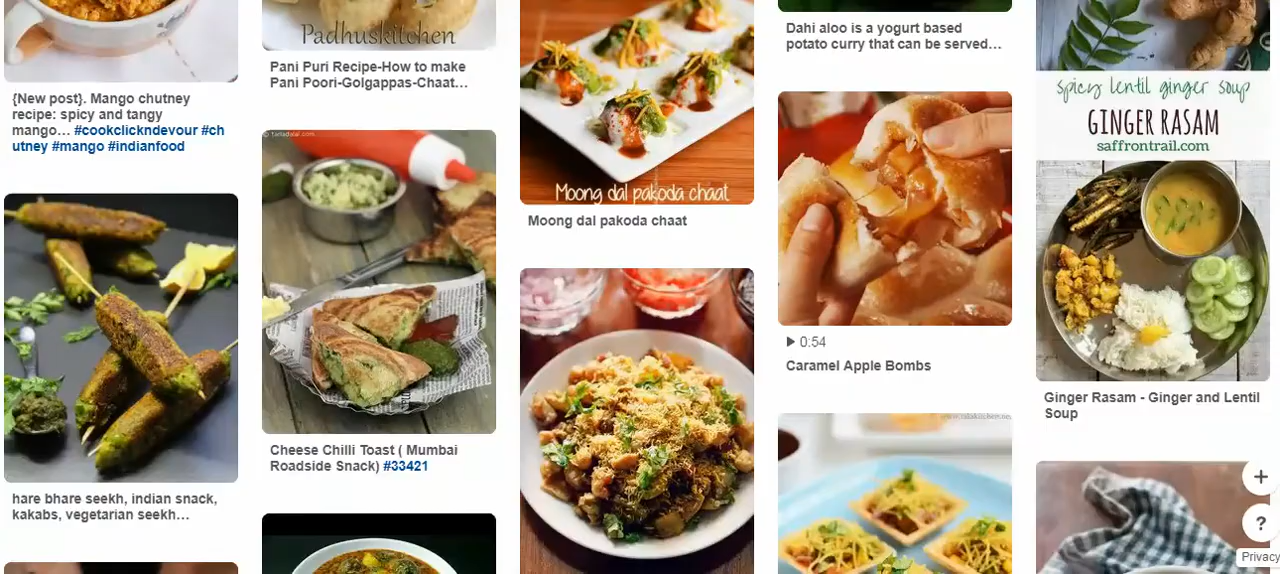 {New post}. Mango chutney
recipe: spicy and tangy
mango... #cookclickndevour #ch
utney #mango #indianfood
hare bhare seekh, indian snack,
kakabs, vegetarian seekh...
Padhuskitchen
Pani Puri Recipe-How to make
Pani Poori-Golgappas-Chaat...
© tarladalal.com
Cheese Chilli Toast ( Mumbai
Roadside Snack) #33421
Moong dal pakoda chaat
Moong dal pakoda chaat
Dahi aloo is a yogurt based
potato curry that can be served...
0:54
Caramel Apple Bombs
spicy lentil ginger soup
GINGER RASAM
saffrontrail.com
Ginger Rasam - Ginger and Lentil
Soup
+
?
Privacy